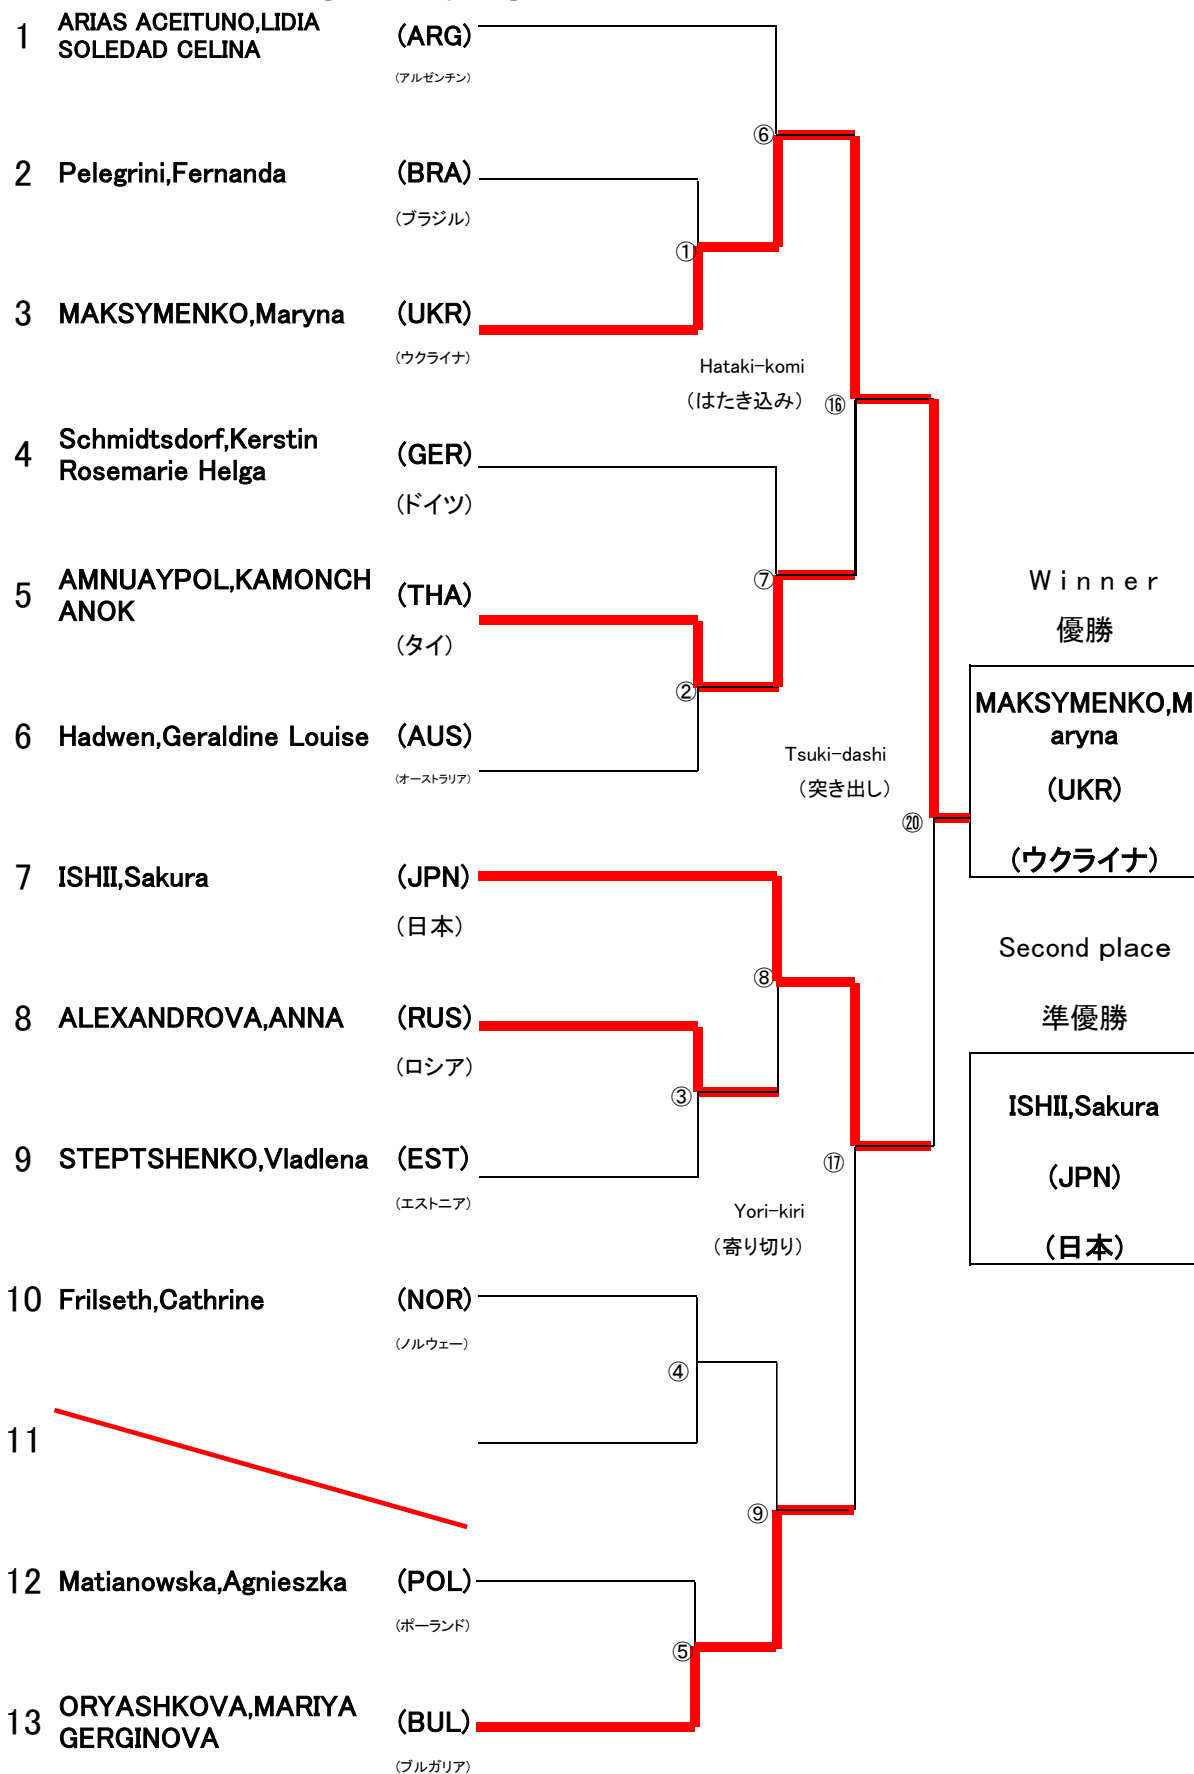 1 ARIAS ACEITUNO,LIDIA
SOLEDAD CELINA
(ARG)
(アルゼンチン)
⑥
2 Pelegrini,Fernanda (BRA)
(ブラジル)
①
3 MAKSYMENKO,Maryna (UKR)
(ウクライナ)
Hataki-komi
(はたき込み)
⑯
4 Schmidtsdorf,Kerstin
Rosemarie Helga
(GER)
(ドイツ)
⑦
5 AMNUAYPOL,KAMONCH
ANOK
(THA)
(タイ)
②
6 Hadwen,Geraldine Louise (AUS)
(オーストラリア)
Tsuki-dashi
(突き出し)
⑳
Winner
優勝
MAKSYMENKO,M
aryna
(UKR)
(ウクライナ)
7 ISHII,Sakura (JPN)
(日本)
⑧
8 ALEXANDROVA,ANNA (RUS)
(ロシア)
③
9 STEPTSHENKO,Vladlena (EST)
(エストニア)
⑰
Yori-kiri
(寄り切り)
Second place
準優勝
ISHII,Sakura
(JPN)
(日本)
10 Frilseth,Cathrine (NOR)
(ノルウェー)
④
11
⑨
12 Matianowska,Agnieszka (POL)
(ポーランド)
⑤
13 ORYASHKOVA,MARIYA
GERGINOVA
(BUL)
(ブルガリア)